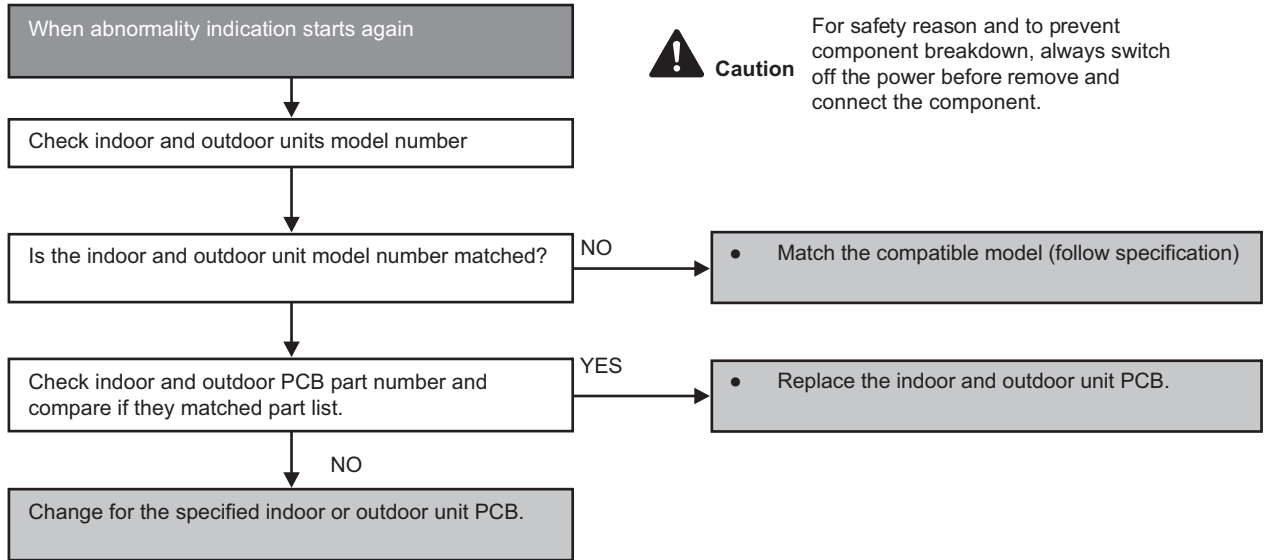 When abnormality indication starts again
Caution
For safety reason and to prevent
component breakdown, always switch
off the power before remove and
connect the component.
Check indoor and outdoor units model number
Is the indoor and outdoor unit model number matched?
NO
● Match the compatible model (follow specification)
Check indoor and outdoor PCB part number and
compare if they matched part list.
YES
● Replace the indoor and outdoor unit PCB.
NO
Change for the specified indoor or outdoor unit PCB.